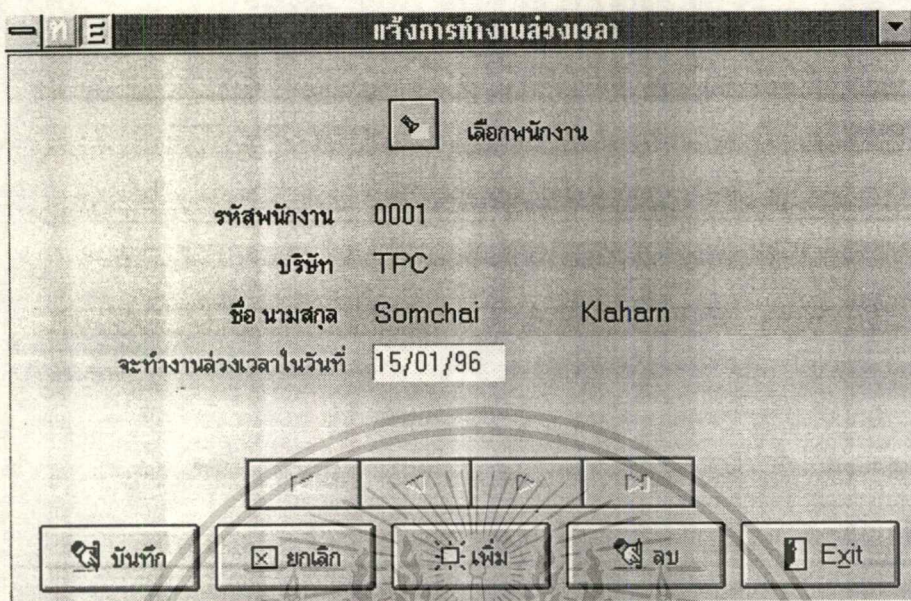 แจ้งการทำงานล่วงเวลา
เลือกพนักงาน
รหัสพนักงาน 0001
บริษัท TPC
ชื่อ นามสกุล Somchai Klaharn
จะทำงานล่วงเวลาในวันที่ 15/01/96
บันทึก ยกเลิก เพิ่ม ลบ Exit